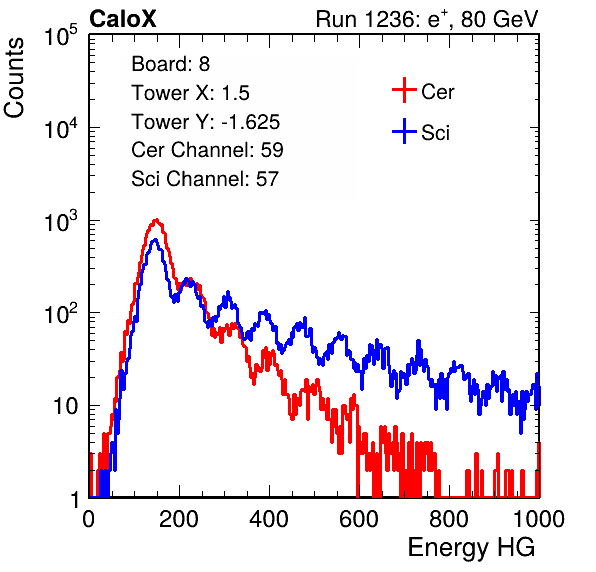 CaloX Run 1236: e⁺, 80 GeV
Counts
Board: 8
Tower X: 1.5
Tower Y: -1.625
Cer Channel: 59
Sci Channel: 57
Cer
Sci
10⁵
10⁴
10³
10²
10
1
0 200 400 600 800 1000
Energy HG